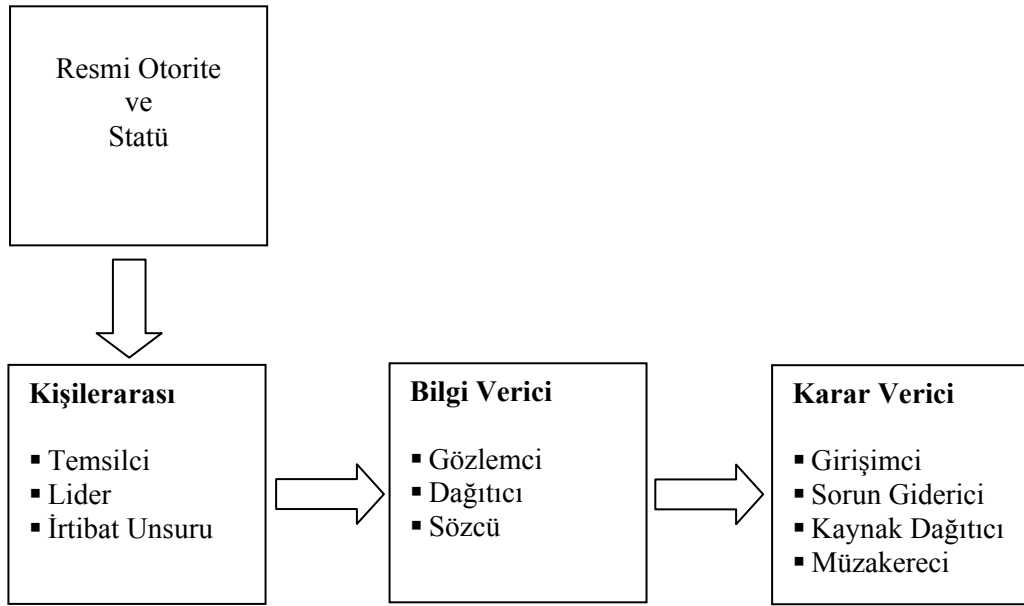 Resmi Otorite
ve
Statü
Kişilerarası
▪ Temsilci
▪ Lider
▪ İrtibat Unsuru
Bilgi Verici
▪ Gözlemci
▪ Dağıtıcı
▪ Sözcü
Karar Verici
▪ Girişimci
▪ Sorun Giderici
▪ Kaynak Dağıtıcı
▪ Müzakereci